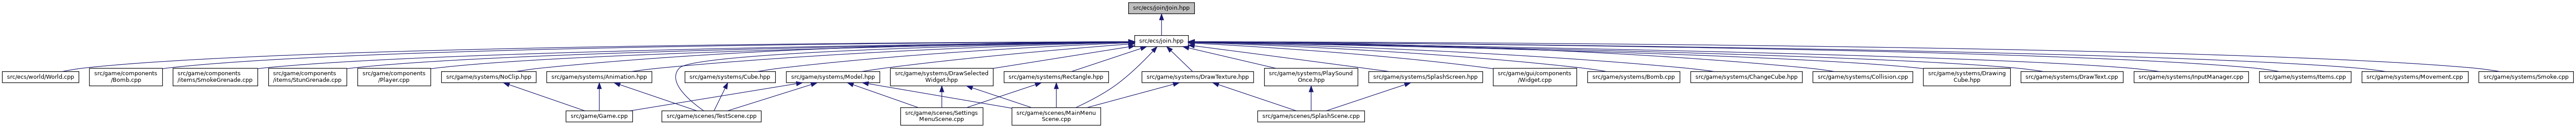 src/ecs/join/Join.hpp
src/ecs/join.hpp
src/ecs/world/World.cpp
src/game/components
/Bomb.cpp
src/game/components
/items/SmokeGrenade.cpp
src/game/components
/items/StunGrenade.cpp
src/game/components
/Player.cpp
src/game/systems/NoClip.hpp
src/game/systems/Animation.hpp
src/game/systems/Cube.hpp
src/game/systems/Model.hpp
src/game/systems/DrawSelected
Widget.hpp
src/game/systems/Rectangle.hpp
src/game/systems/DrawTexture.hpp
src/game/systems/PlaySound
Once.hpp
src/game/systems/SplashScreen.hpp
src/game/gui/components
/Widget.cpp
src/game/systems/Bomb.cpp
src/game/systems/ChangeCube.hpp
src/game/systems/Collision.cpp
src/game/systems/Drawing
Cube.hpp
src/game/systems/DrawText.cpp
src/game/systems/InputManager.cpp
src/game/systems/Items.cpp
src/game/systems/Movement.cpp
src/game/systems/Smoke.cpp
src/game/Game.cpp
src/game/scenes/TestScene.cpp
src/game/scenes/Settings
MenuScene.cpp
src/game/scenes/MainMenu
Scene.cpp
src/game/scenes/SplashScene.cpp